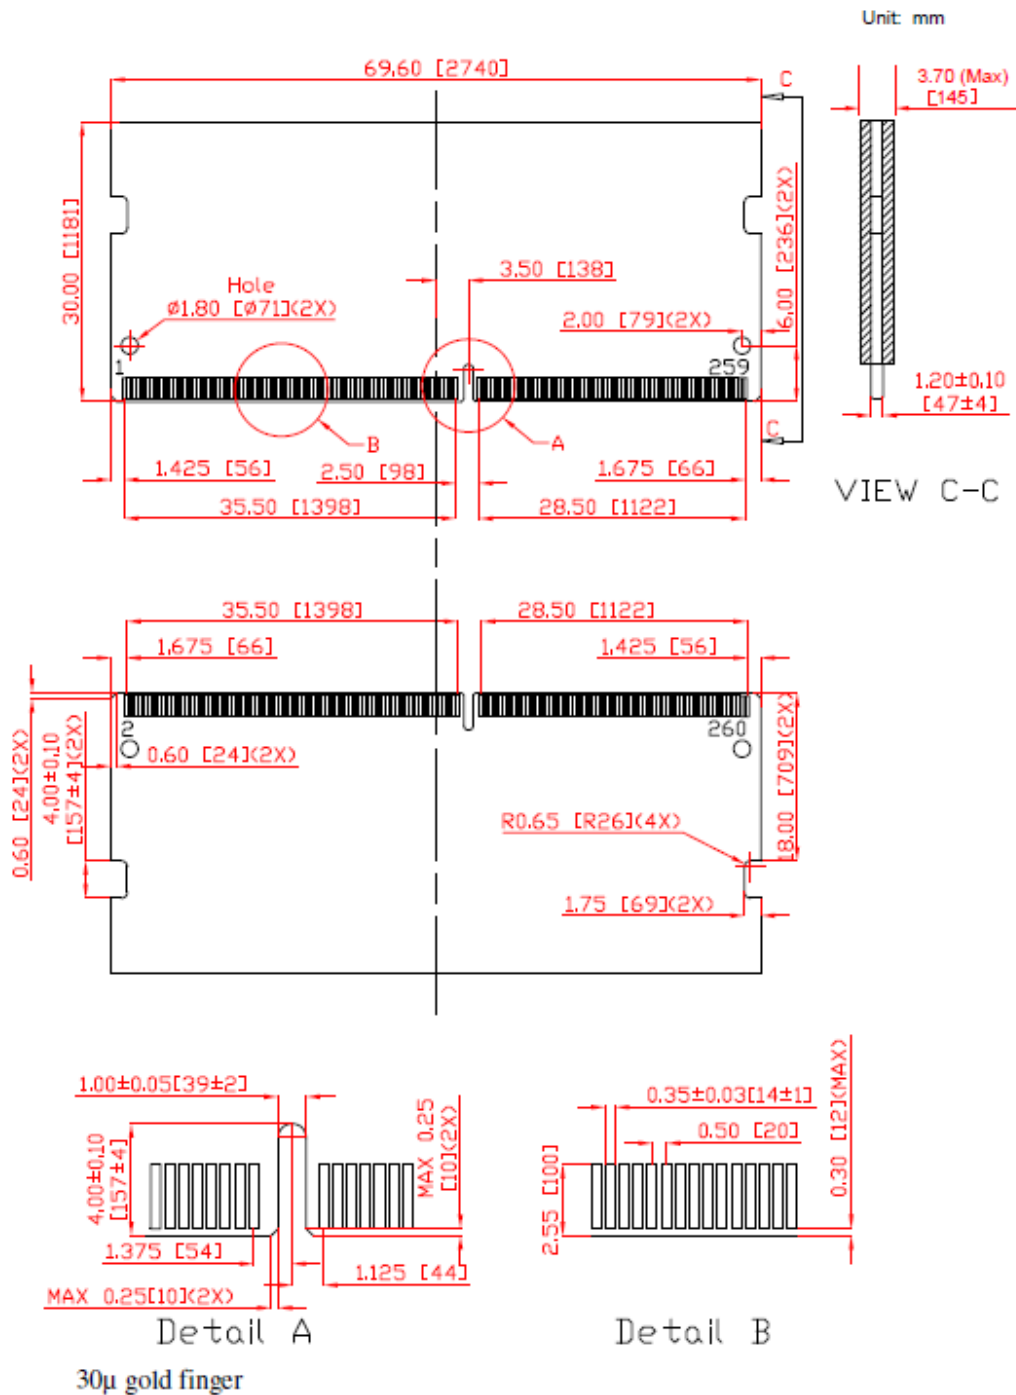 Unit: mm
69.60 [2740]
C
3.70 (Max)
[145]
30.00 [1181]
6.00 [236](2X)
3.50 [138]
Hole
ø1.80 [ø71](2X)
2.00 [79](2X)
1
259
1.20±0.10
[47±4]
B
A
C
1.425 [56]
2.50 [98]
1.675 [66]
VIEW C-C
35.50 [1398]
28.50 [1122]
35.50 [1398]
28.50 [1122]
1.675 [66]
1.425 [56]
2
260
0.60 [24](2X)
4.00±0.10
[157±4](2X)
0.60 [24](2X)
18.00 [709](2X)
R0.65 [R26](4X)
1.75 [69](2X)
1.00±0.05[39±2]
4.00±0.10
[157±4]
MAX 0.25
[10](2X)
0.35±0.03[14±1]
0.50 [20]
0.30 [12](MAX)
2.55 [100]
1.375 [54]
1.125 [44]
MAX 0.25[10](2X)
Detail A
Detail B
30µ gold finger